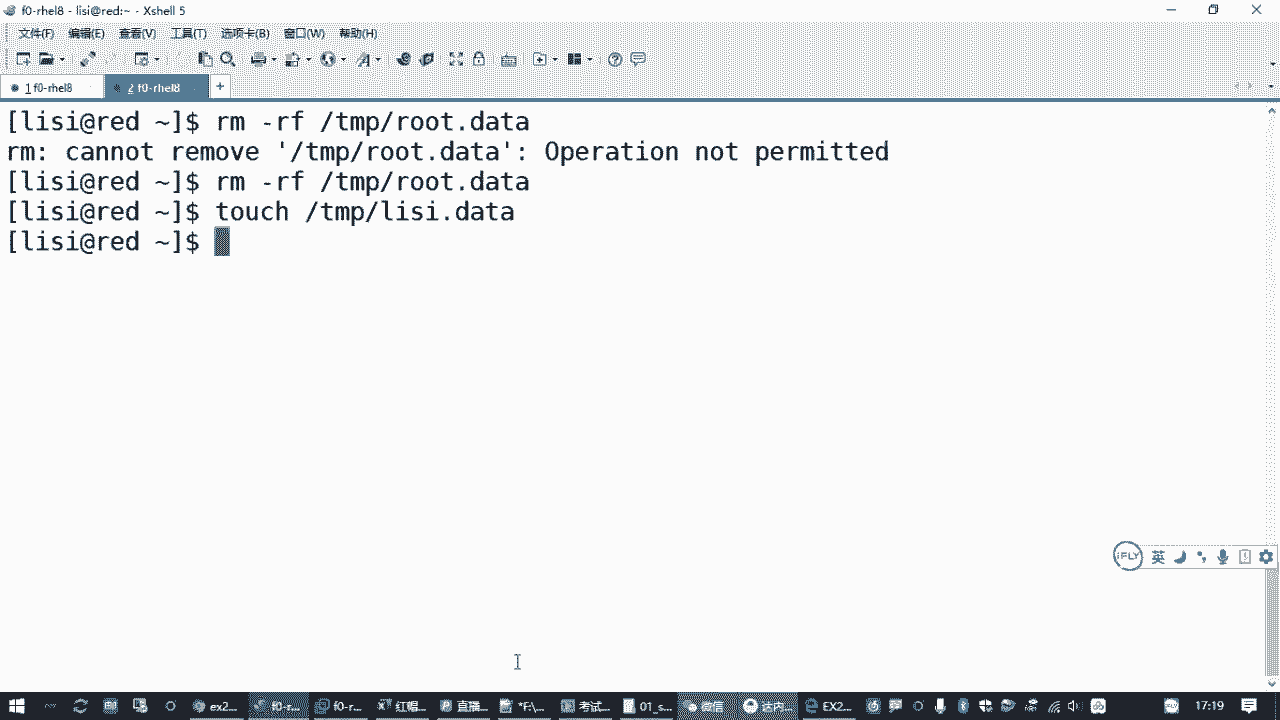 f0-rhel8 - lisi@red:~ - Xshell 5
文件(F) 编辑(E) 查看(V) 工具(T) 选项卡(B) 窗口(W) 帮助(H)
1 f0-rhel8 2 f0-rhel8 +
[lisi@red ~]$ rm -rf /tmp/root.data
rm: cannot remove '/tmp/root.data': Operation not permitted
[lisi@red ~]$ rm -rf /tmp/root.data
[lisi@red ~]$ touch /tmp/lisi.data
[lisi@red ~]$
iFLY 英
ex2... f0-r... f0-r... 红帽... 直播... *F:\... 考试... 01_s... 微信 达内... EX2... 17:19